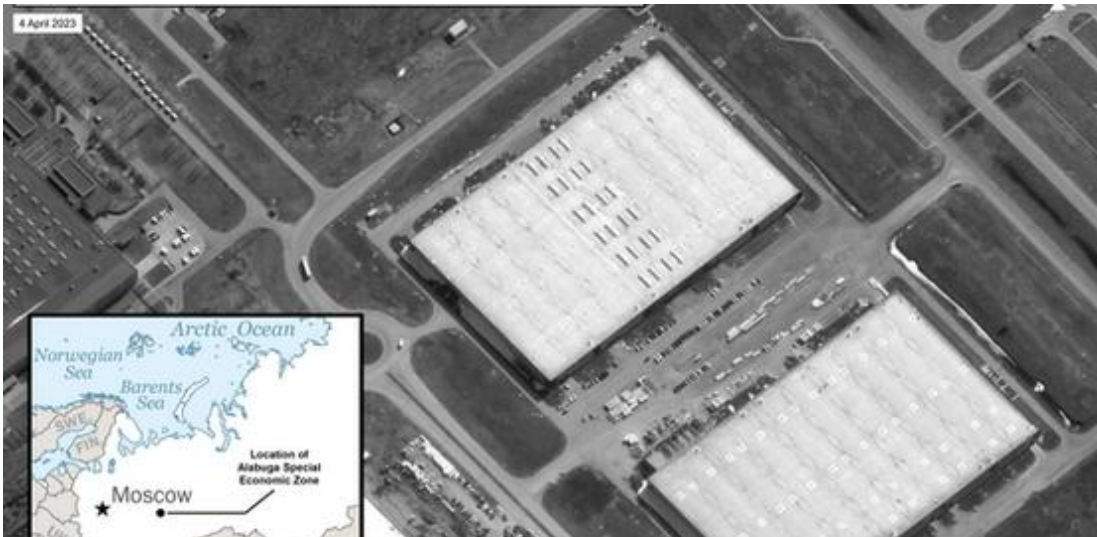 4 April 2023
Arctic Ocean
Norwegian
Sea
Barents
Sea
SWE.
FIN.
Location of
Alabuga Special
Economic Zone
Moscow